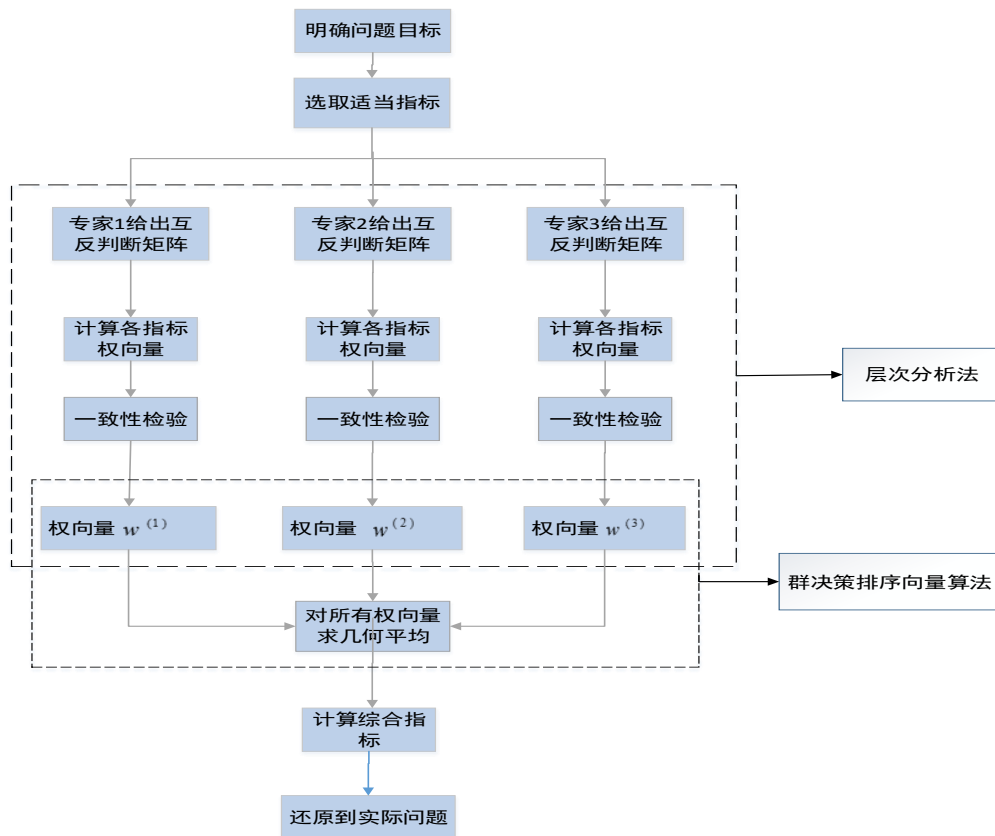 明确问题目标
选取适当指标
专家1给出互
反判断矩阵
专家2给出互
反判断矩阵
专家3给出互
反判断矩阵
计算各指标
权向量
计算各指标
权向量
计算各指标
权向量
层次分析法
一致性检验
一致性检验
一致性检验
权向量 w⁽¹⁾
权向量 w⁽²⁾
权向量 w⁽³⁾
群决策排序向量算法
对所有权向量
求几何平均
计算综合指
标
还原到实际问题